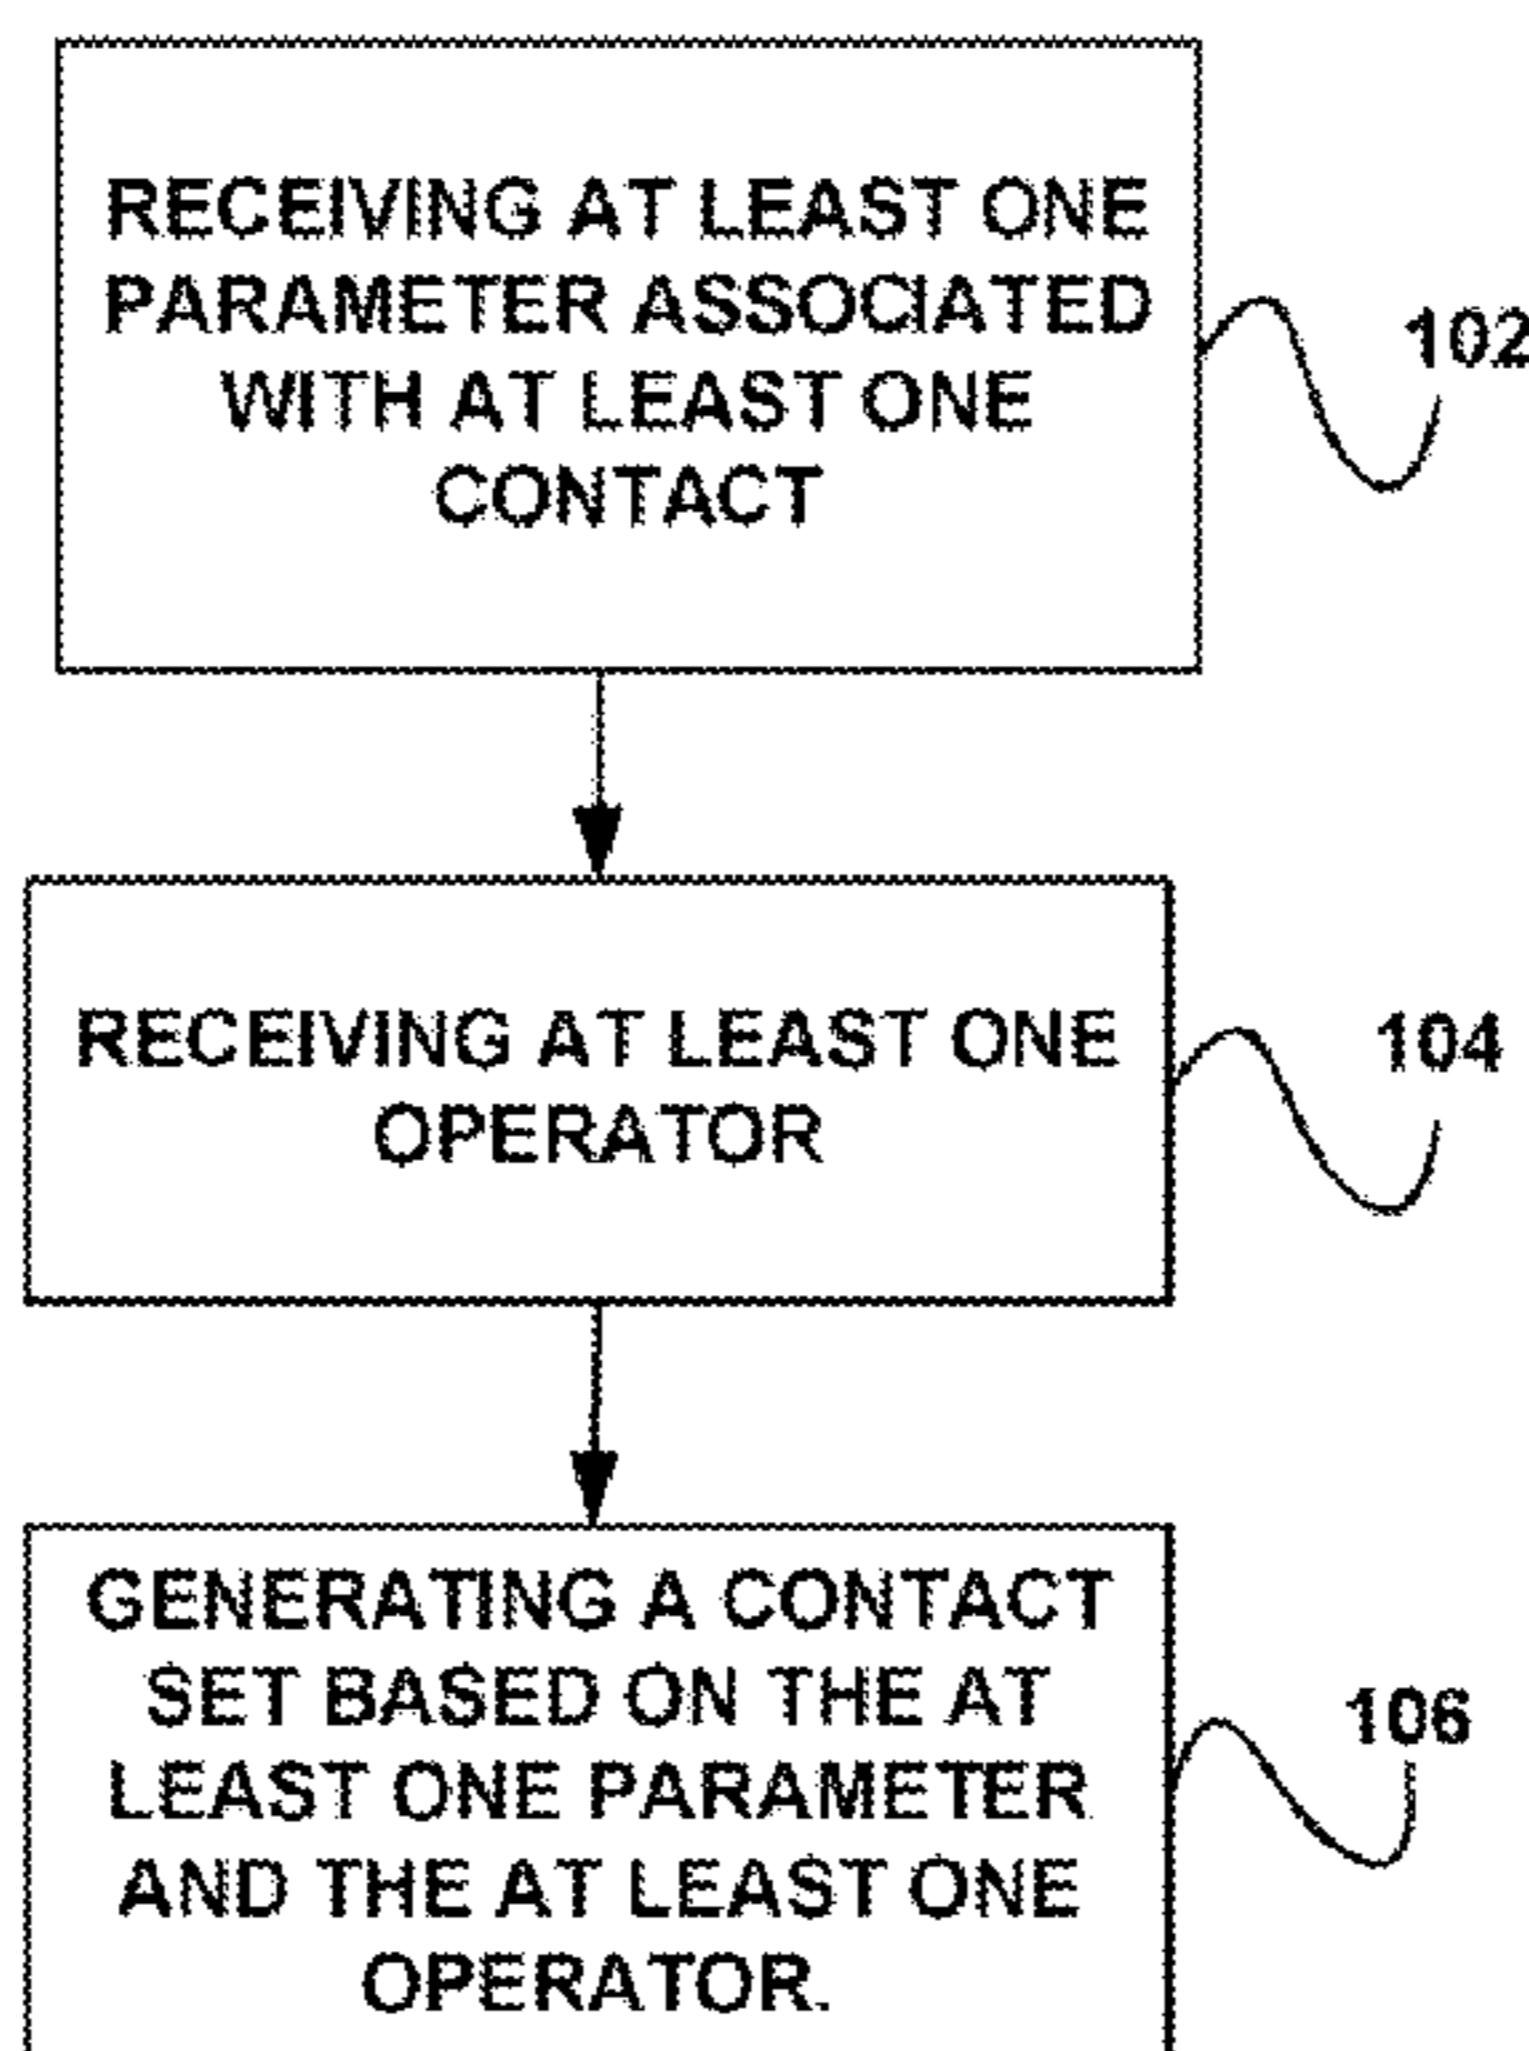 RECEIVING AT LEAST ONE
PARAMETER ASSOCIATED
WITH AT LEAST ONE
CONTACT
102
RECEIVING AT LEAST ONE
OPERATOR
104
GENERATING A CONTACT
SET BASED ON THE AT
LEAST ONE PARAMETER
AND THE AT LEAST ONE
OPERATOR.
106